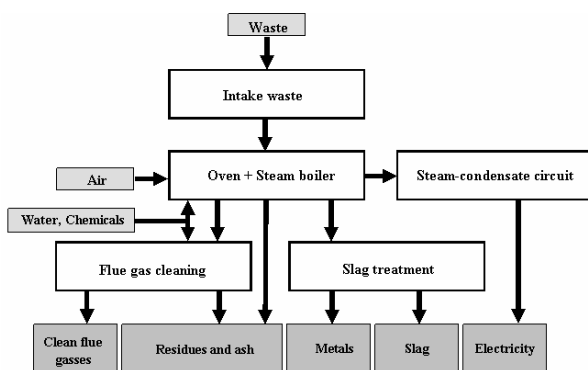 Waste
Intake waste
Air
Oven + Steam boiler
Steam-condensate circuit
Water, Chemicals
Flue gas cleaning
Slag treatment
Clean flue
gasses
Residues and ash
Metals
Slag
Electricity